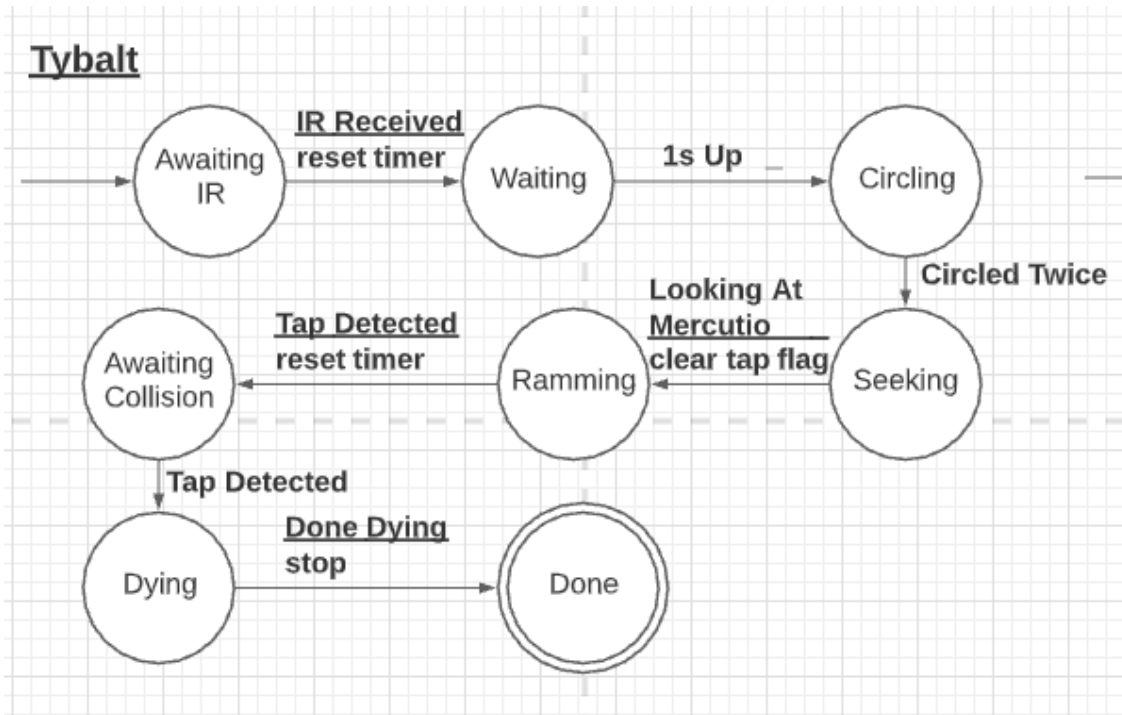 Tybalt
IR Received
reset timer
Awaiting
IR
Waiting
1s Up
Circling
Circled Twice
Looking At
Mercutio
clear tap flag
Tap Detected
reset timer
Awaiting
Collision
Ramming
Seeking
Tap Detected
Done Dying
stop
Dying
Done